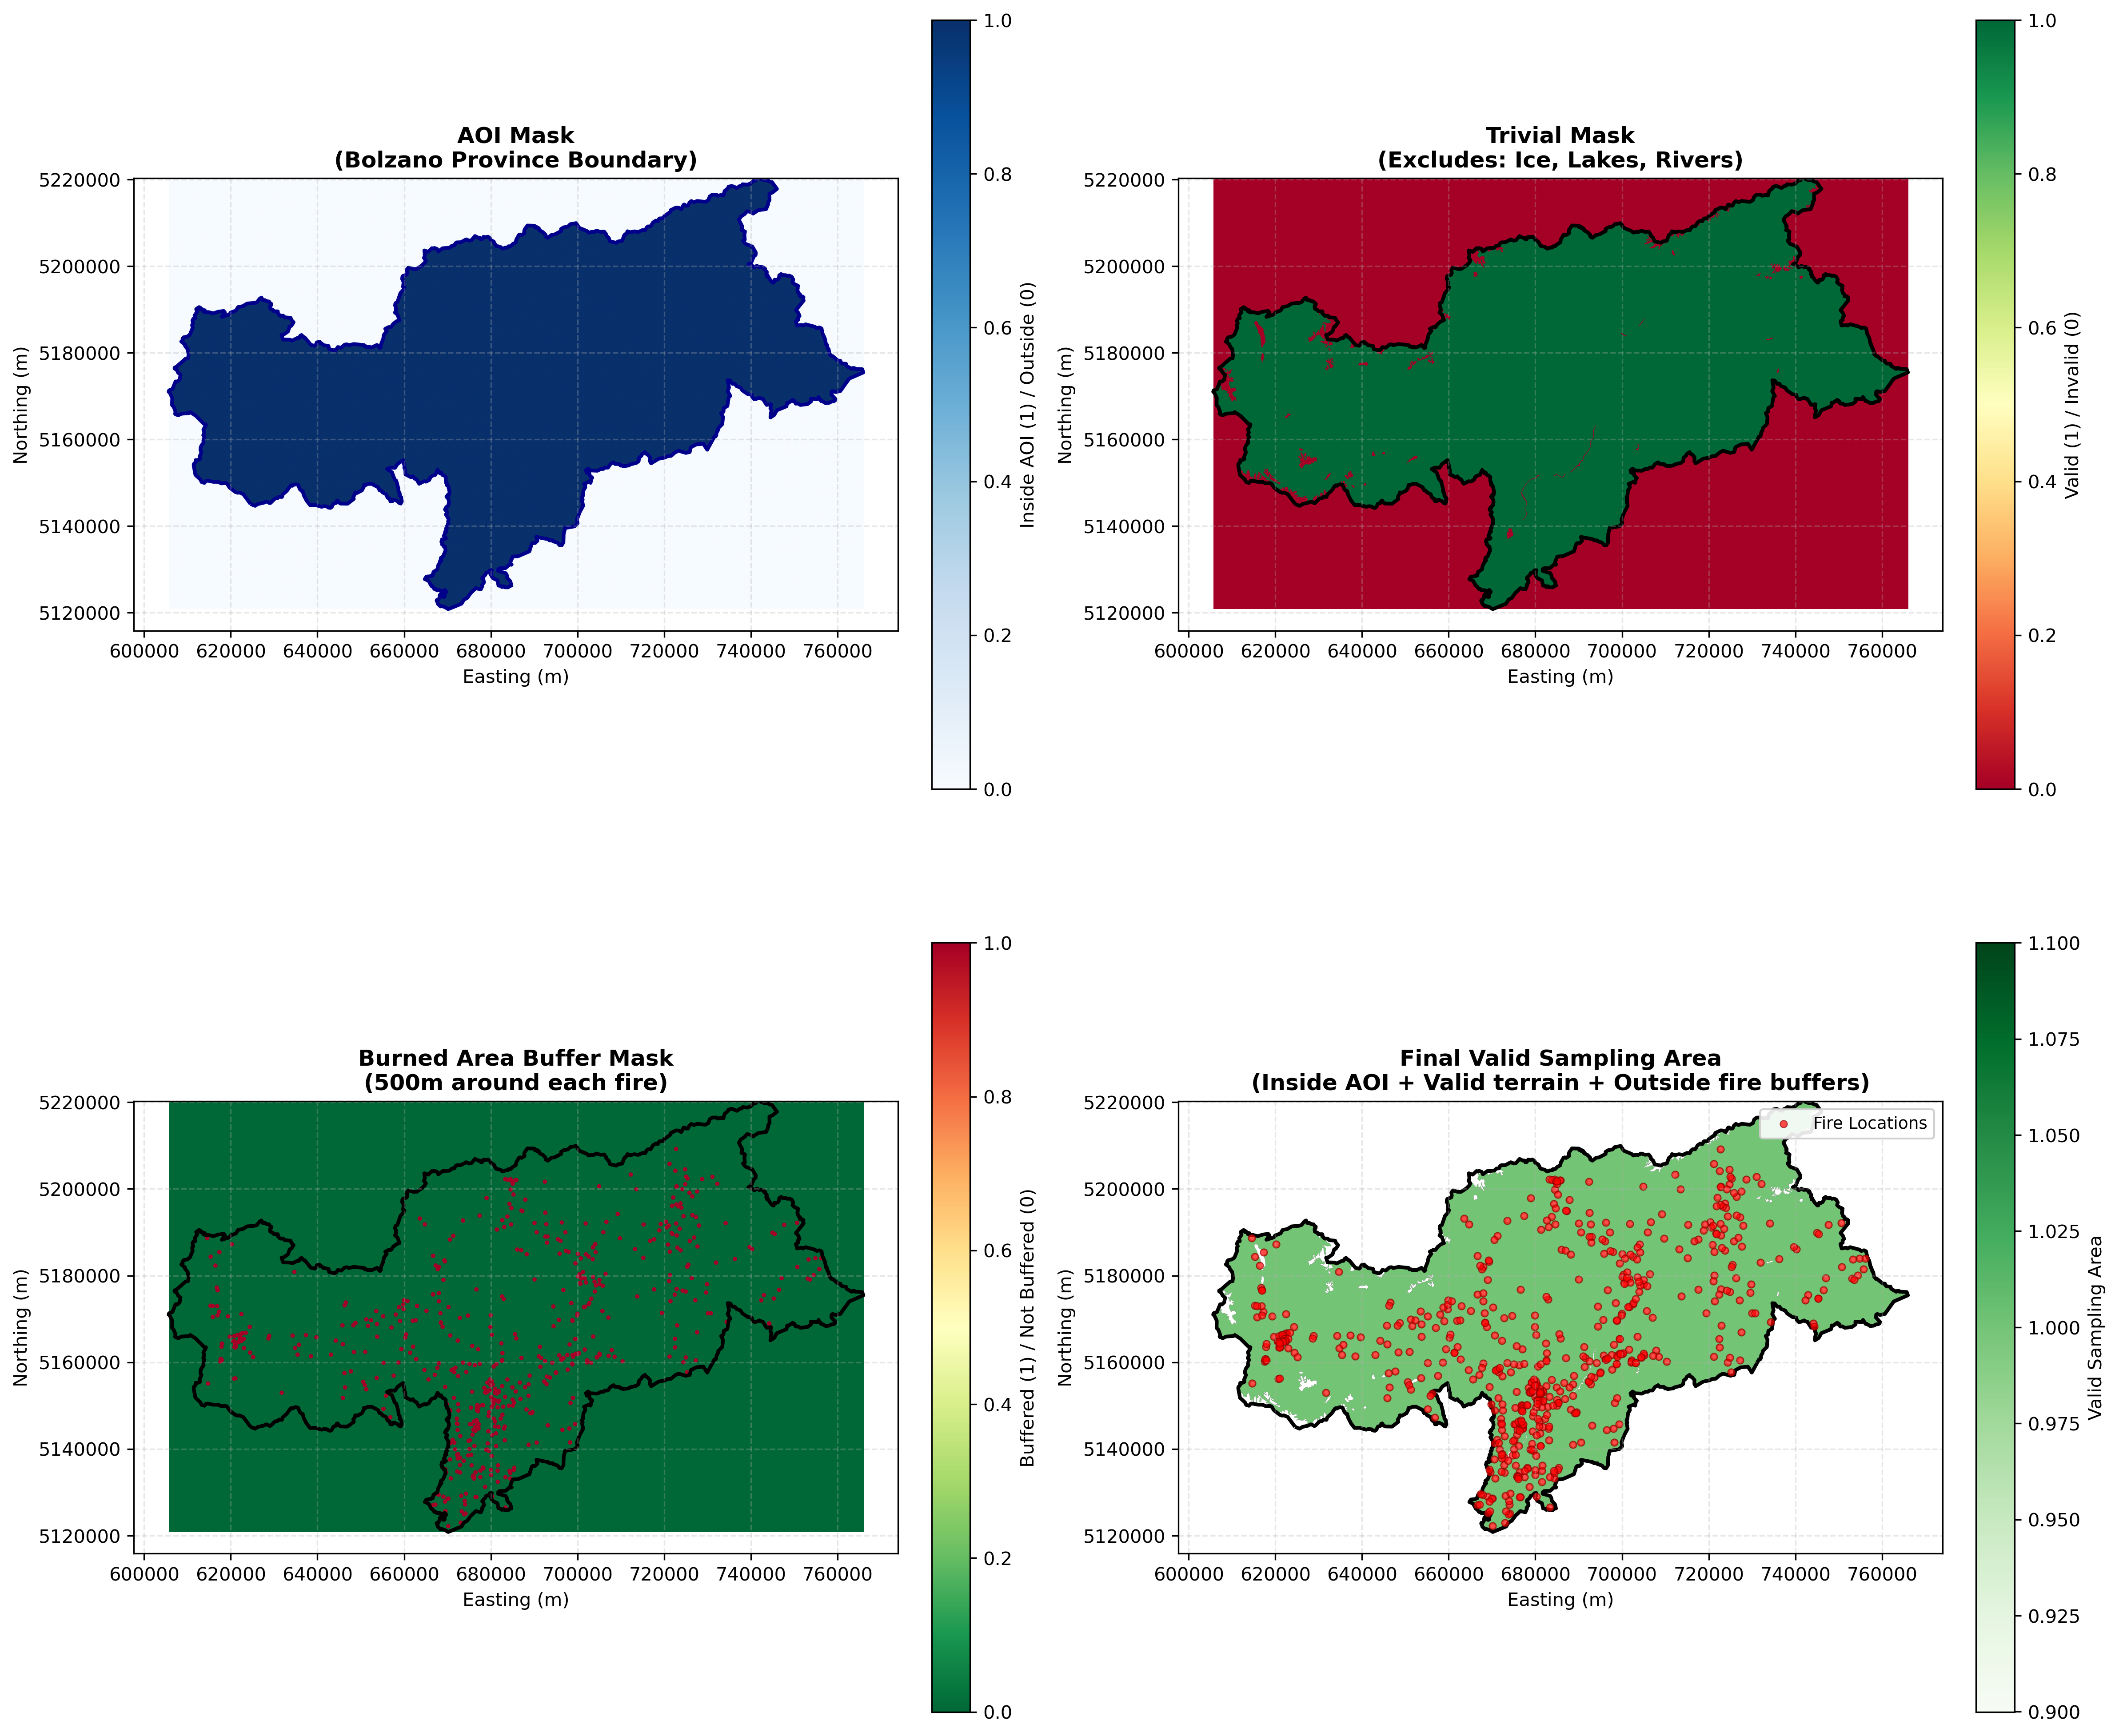 AOI Mask
(Bolzano Province Boundary)
Northing (m)
5220000
5200000
5180000
5160000
5140000
5120000
600000 620000 640000 660000 680000 700000 720000 740000 760000
Easting (m)
1.0
0.8
0.6
0.4
0.2
0.0
Inside AOI (1) / Outside (0)
Trivial Mask
(Excludes: Ice, Lakes, Rivers)
Northing (m)
5220000
5200000
5180000
5160000
5140000
5120000
600000 620000 640000 660000 680000 700000 720000 740000 760000
Easting (m)
1.0
0.8
0.6
0.4
0.2
0.0
Valid (1) / Invalid (0)
Burned Area Buffer Mask
(500m around each fire)
Northing (m)
5220000
5200000
5180000
5160000
5140000
5120000
600000 620000 640000 660000 680000 700000 720000 740000 760000
Easting (m)
1.0
0.8
0.6
0.4
0.2
0.0
Buffered (1) / Not Buffered (0)
Final Valid Sampling Area
(Inside AOI + Valid terrain + Outside fire buffers)
Fire Locations
Northing (m)
5220000
5200000
5180000
5160000
5140000
5120000
600000 620000 640000 660000 680000 700000 720000 740000 760000
Easting (m)
1.100
1.075
1.050
1.025
1.000
0.975
0.950
0.925
0.900
Valid Sampling Area